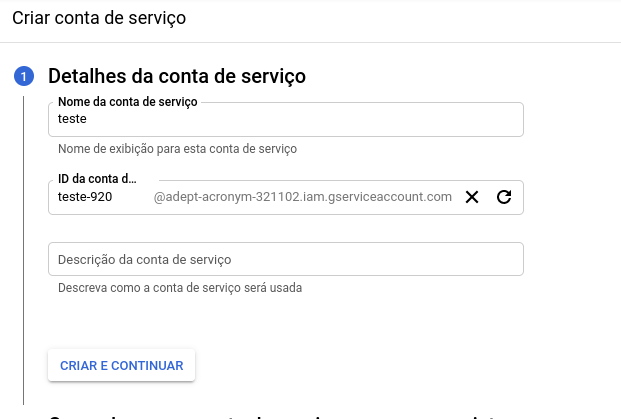 Criar conta de serviço
1 Detalhes da conta de serviço
Nome da conta de serviço
teste
Nome de exibição para esta conta de serviço
ID da conta d...
teste-920 @adept-acronym-321102.iam.gserviceaccount.com
Descrição da conta de serviço
Descreva como a conta de serviço será usada
CRIAR E CONTINUAR